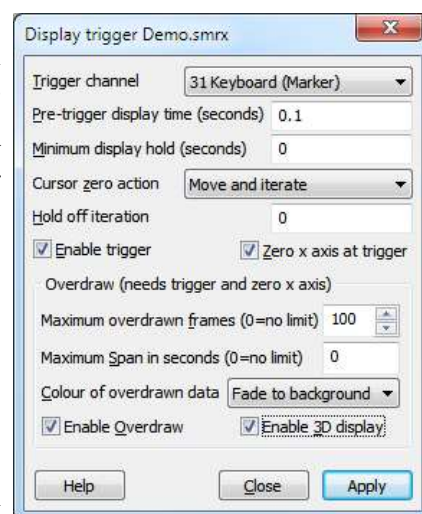 Display trigger Demo.smrx
Trigger channel 31 Keyboard (Marker)
Pre-trigger display time (seconds) 0.1
Minimum display hold (seconds) 0
Cursor zero action Move and iterate
Hold off iteration 0
Enable trigger Zero x axis at trigger
Overdraw (needs trigger and zero x axis)
Maximum overdrawn frames (0=no limit) 100
Maximum Span in seconds (0=no limit) 0
Colour of overdrawn data Fade to background
Enable Overdraw Enable 3D display
Help Close Apply